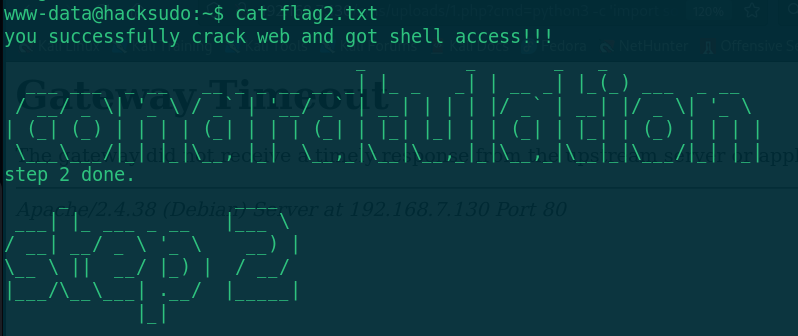 www-data@hacksudo:~$ cat flag2.txt
120%
you successfully crack web and got shell access!!!
NetHunter Offensive
Gateway Timeout
congratulation
The gateway did not receive a timely response from the upstream server or
step 2 done.
Apache/2.4.38 (Debian) Server at 192.168.7.130 Port 80
step 2